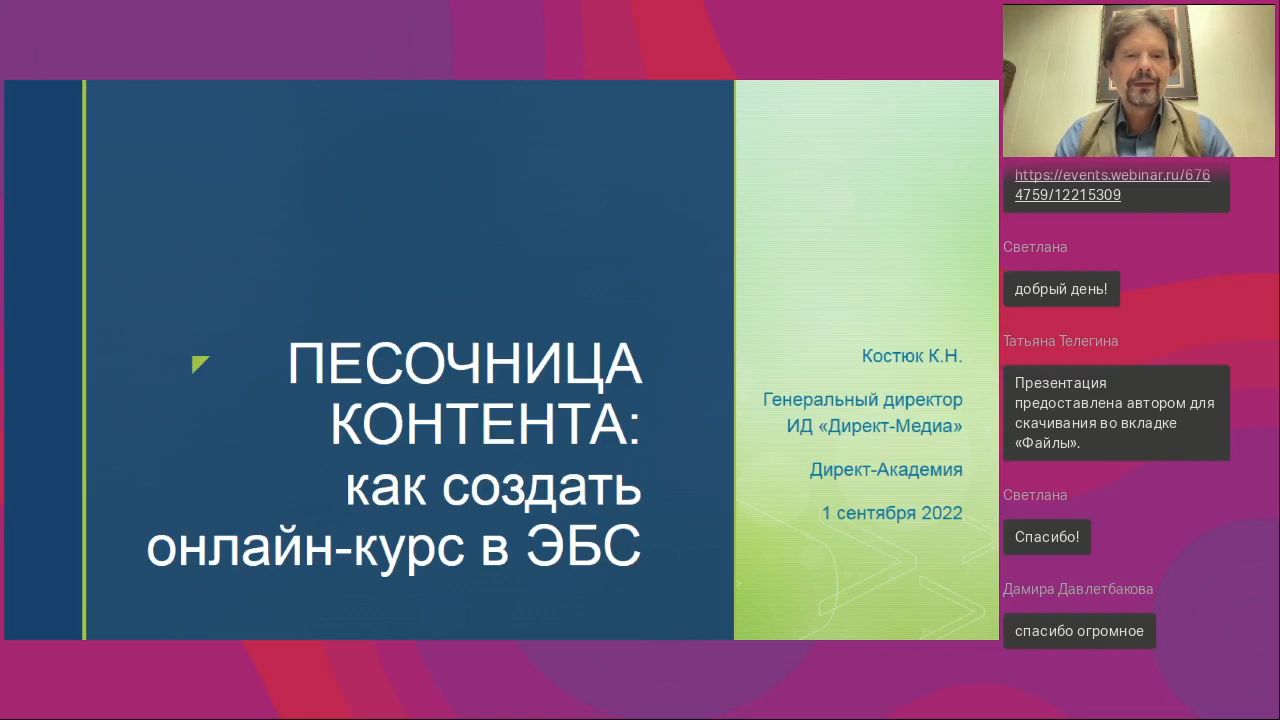 ПЕСОЧНИЦА
КОНТЕНТА:
как создать
онлайн-курс в ЭБС
Костюк К.Н.
Генеральный директор
ИД «Директ-Медиа»
Директ-Академия
1 сентября 2022
https://events.webinar.ru/676
4759/12215309
Светлана
добрый день!
Татьяна Телегина
Презентация
предоставлена автором для
скачивания во вкладке
«Файлы».
Светлана
Спасибо!
Дамира Давлетбакова
спасибо огромное